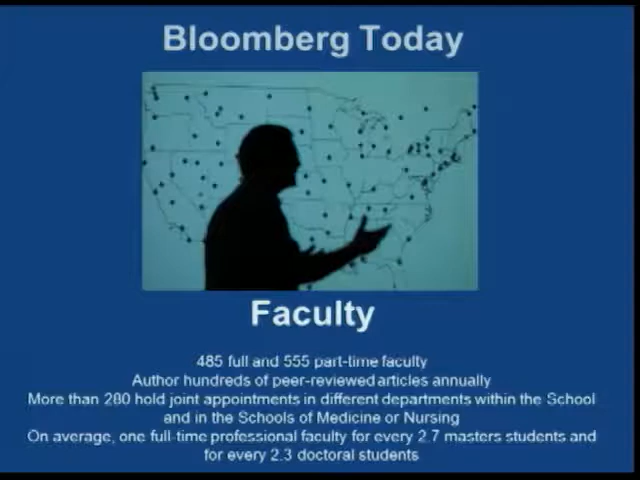 Bloomberg Today
Faculty
485 full and 555 part-time faculty
Author hundreds of peer-reviewed articles annually
More than 280 hold joint appointments in different departments within the School
and in the Schools of Medicine or Nursing
On average, one full-time professional faculty for every 2.7 masters students and
for every 2.3 doctoral students